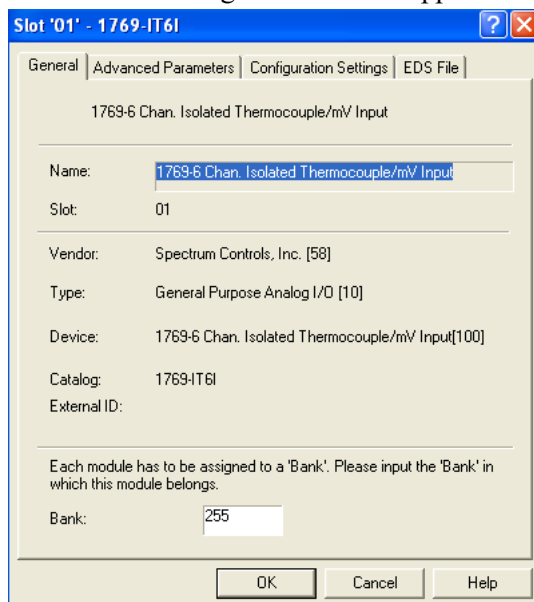 Slot '01' - 1769-IT6I
General
Advanced Parameters
Configuration Settings
EDS File
1769-6 Chan. Isolated Thermocouple/mV Input
Name: 1769-6 Chan. Isolated Thermocouple/mV Input
Slot: 01
Vendor: Spectrum Controls, Inc. [58]
Type: General Purpose Analog I/O [10]
Device: 1769-6 Chan. Isolated Thermocouple/mV Input[100]
Catalog: 1769-IT6I
External ID:
Each module has to be assigned to a 'Bank'. Please input the 'Bank' in
which this module belongs.
Bank: 255
OK Cancel Help